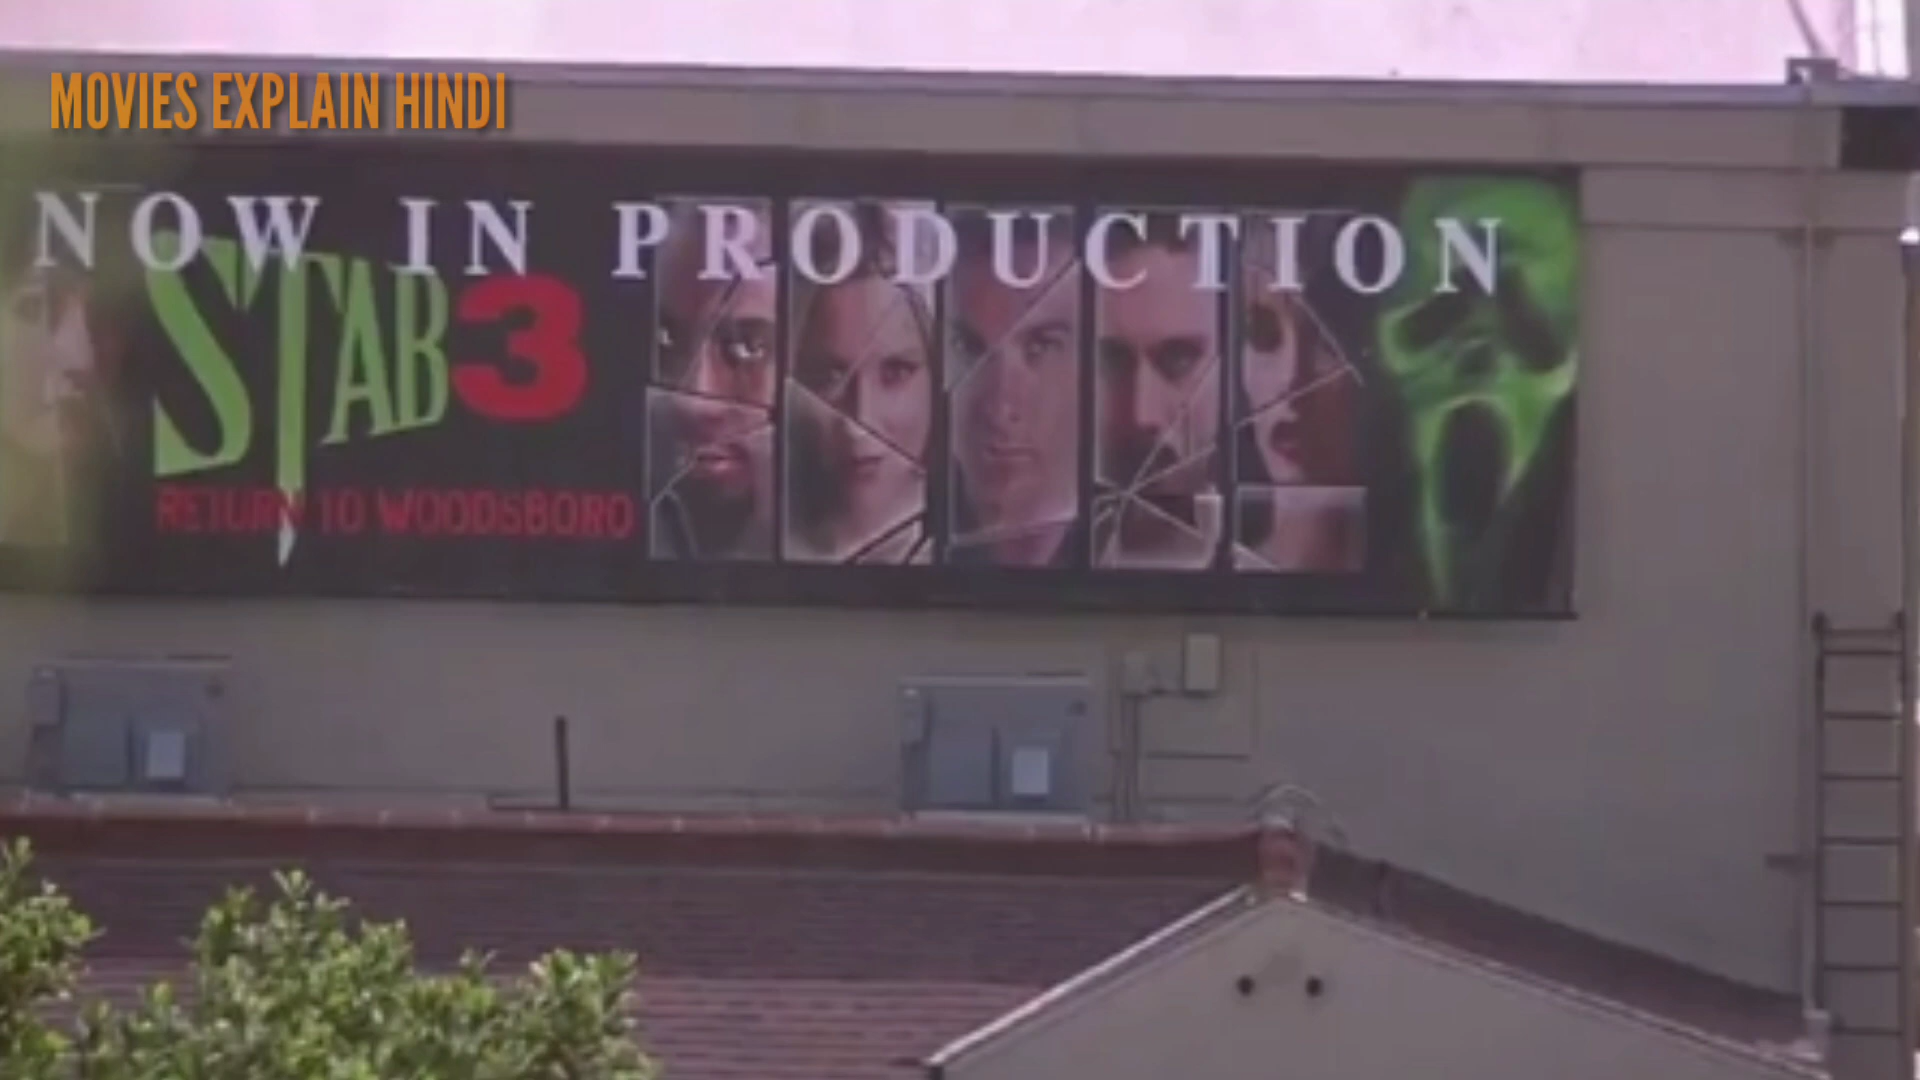 MOVIES EXPLAIN HINDI
NOW IN PRODUCTION
STAB 3
RETURN TO WOODSBORO